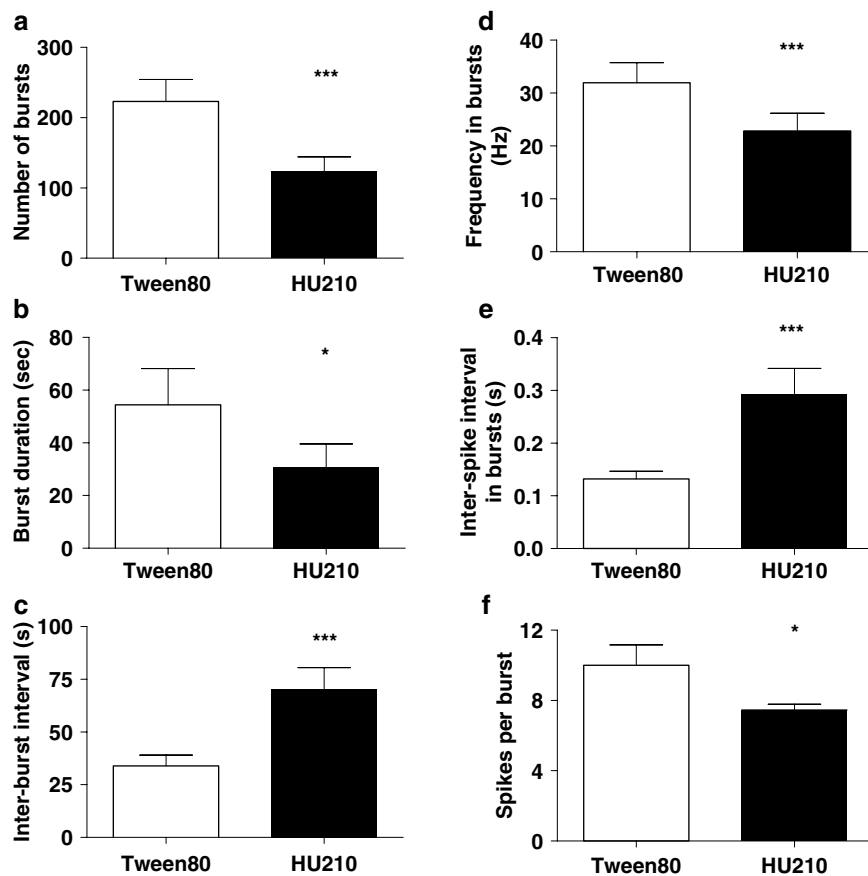 a
Number of bursts
300
200
100
0
***
Tween80 HU210
b
Burst duration (sec)
80
60
40
20
0
*
Tween80 HU210
c
Inter-burst interval (s)
100
75
50
25
0
***
Tween80 HU210
d
Frequency in bursts
(Hz)
40
30
20
10
0
***
Tween80 HU210
e
Inter-spike interval
in bursts (s)
0.4
0.3
0.2
0.1
0.0
***
Tween80 HU210
f
Spikes per burst
12
8
4
0
*
Tween80 HU210